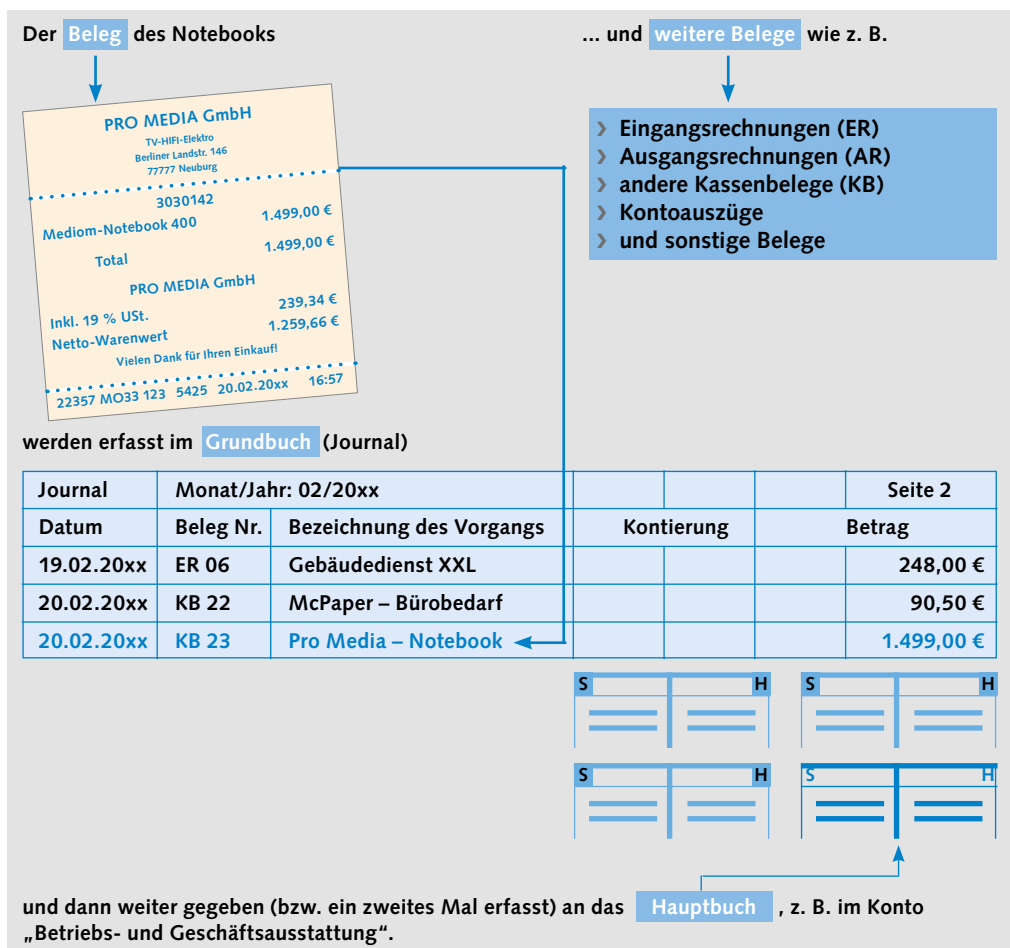 Der Beleg des Notebooks
... und weitere Belege wie z. B.
PRO MEDIA GmbH
TV-HIFI-Elektro
Berliner Landstr. 146
77777 Neuburg
3030142
Mediom-Notebook 400 1.499,00 €
Total 1.499,00 €
PRO MEDIA GmbH
Inkl. 19 % USt. 239,34 €
Netto-Warenwert 1.259,66 €
Vielen Dank für Ihren Einkauf!
22357 MO33 123 5425 20.02.20xx 16:57
› Eingangsrechnungen (ER)
› Ausgangsrechnungen (AR)
› andere Kassenbelege (KB)
› Kontoauszüge
› und sonstige Belege
werden erfasst im Grundbuch (Journal)
Journal Monat/Jahr: 02/20xx Seite 2
Datum Beleg Nr. Bezeichnung des Vorgangs Kontierung Betrag
19.02.20xx ER 06 Gebäudedienst XXL 248,00 €
20.02.20xx KB 22 McPaper – Bürobedarf 90,50 €
20.02.20xx KB 23 Pro Media – Notebook 1.499,00 €
S H S H
S H S H
und dann weiter gegeben (bzw. ein zweites Mal erfasst) an das Hauptbuch , z. B. im Konto
„Betriebs- und Geschäftsausstattung“.